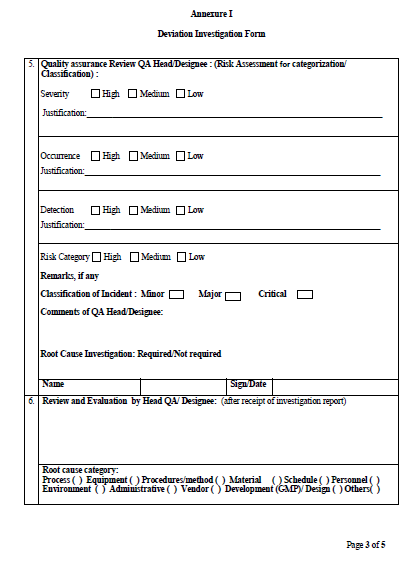 Annexure I
Deviation Investigation Form
5. Quality assurance Review QA Head/Designee : (Risk Assessment for categorization/
Classification) :
Severity High Medium Low
Justification:
Occurrence High Medium Low
Justification:
Detection High Medium Low
Justification:
Risk Category High Medium Low
Remarks, if any
Classification of Incident : Minor Major Critical
Comments of QA Head/Designee:
Root Cause Investigation: Required/Not required
Name Sign/Date
6. Review and Evaluation by Head QA/ Designee: (after receipt of investigation report)
Root cause category:
Process ( ) Equipment ( ) Procedures/method ( ) Material ( ) Schedule ( ) Personnel ( )
Environment ( ) Administrative ( ) Vendor ( ) Development (GMP)/ Design ( ) Others( )
Page 3 of 5